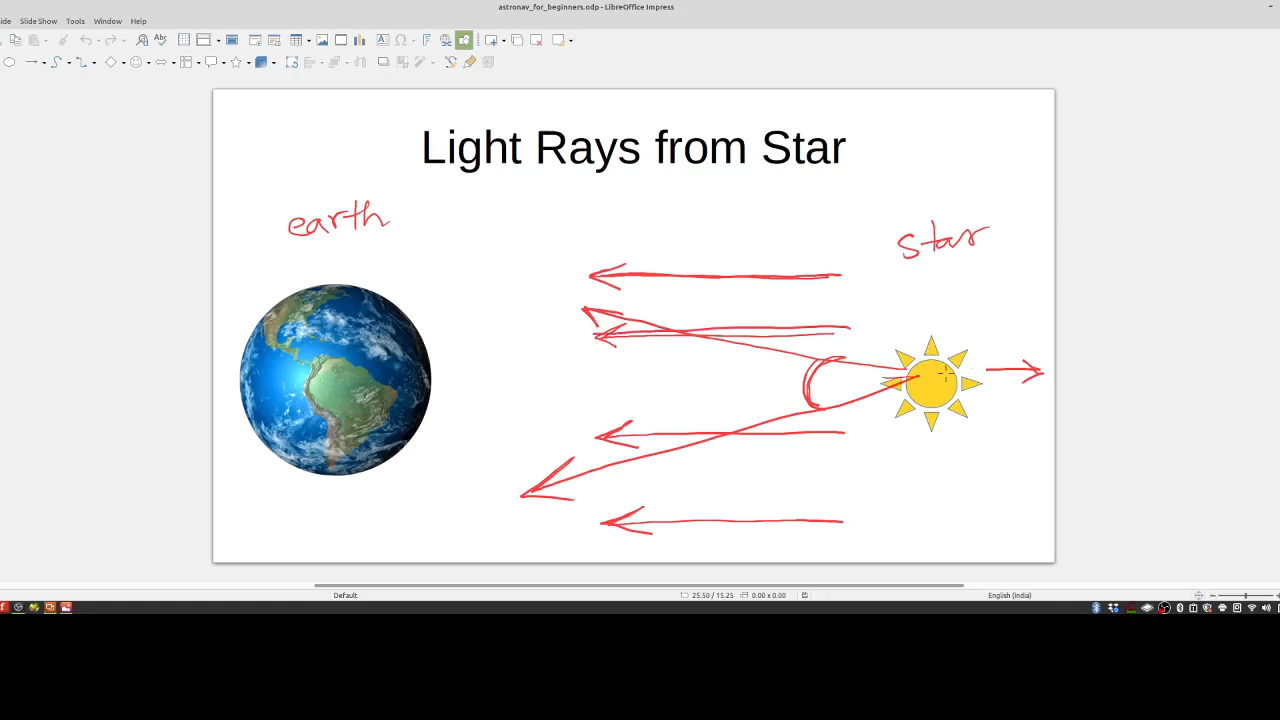 astronav_for_beginners.odp - LibreOffice Impress
ide Slide Show Tools Window Help
Light Rays from Star
earth
star
Default
25.50 / 15.25
0.00 x 0.00
English (India)